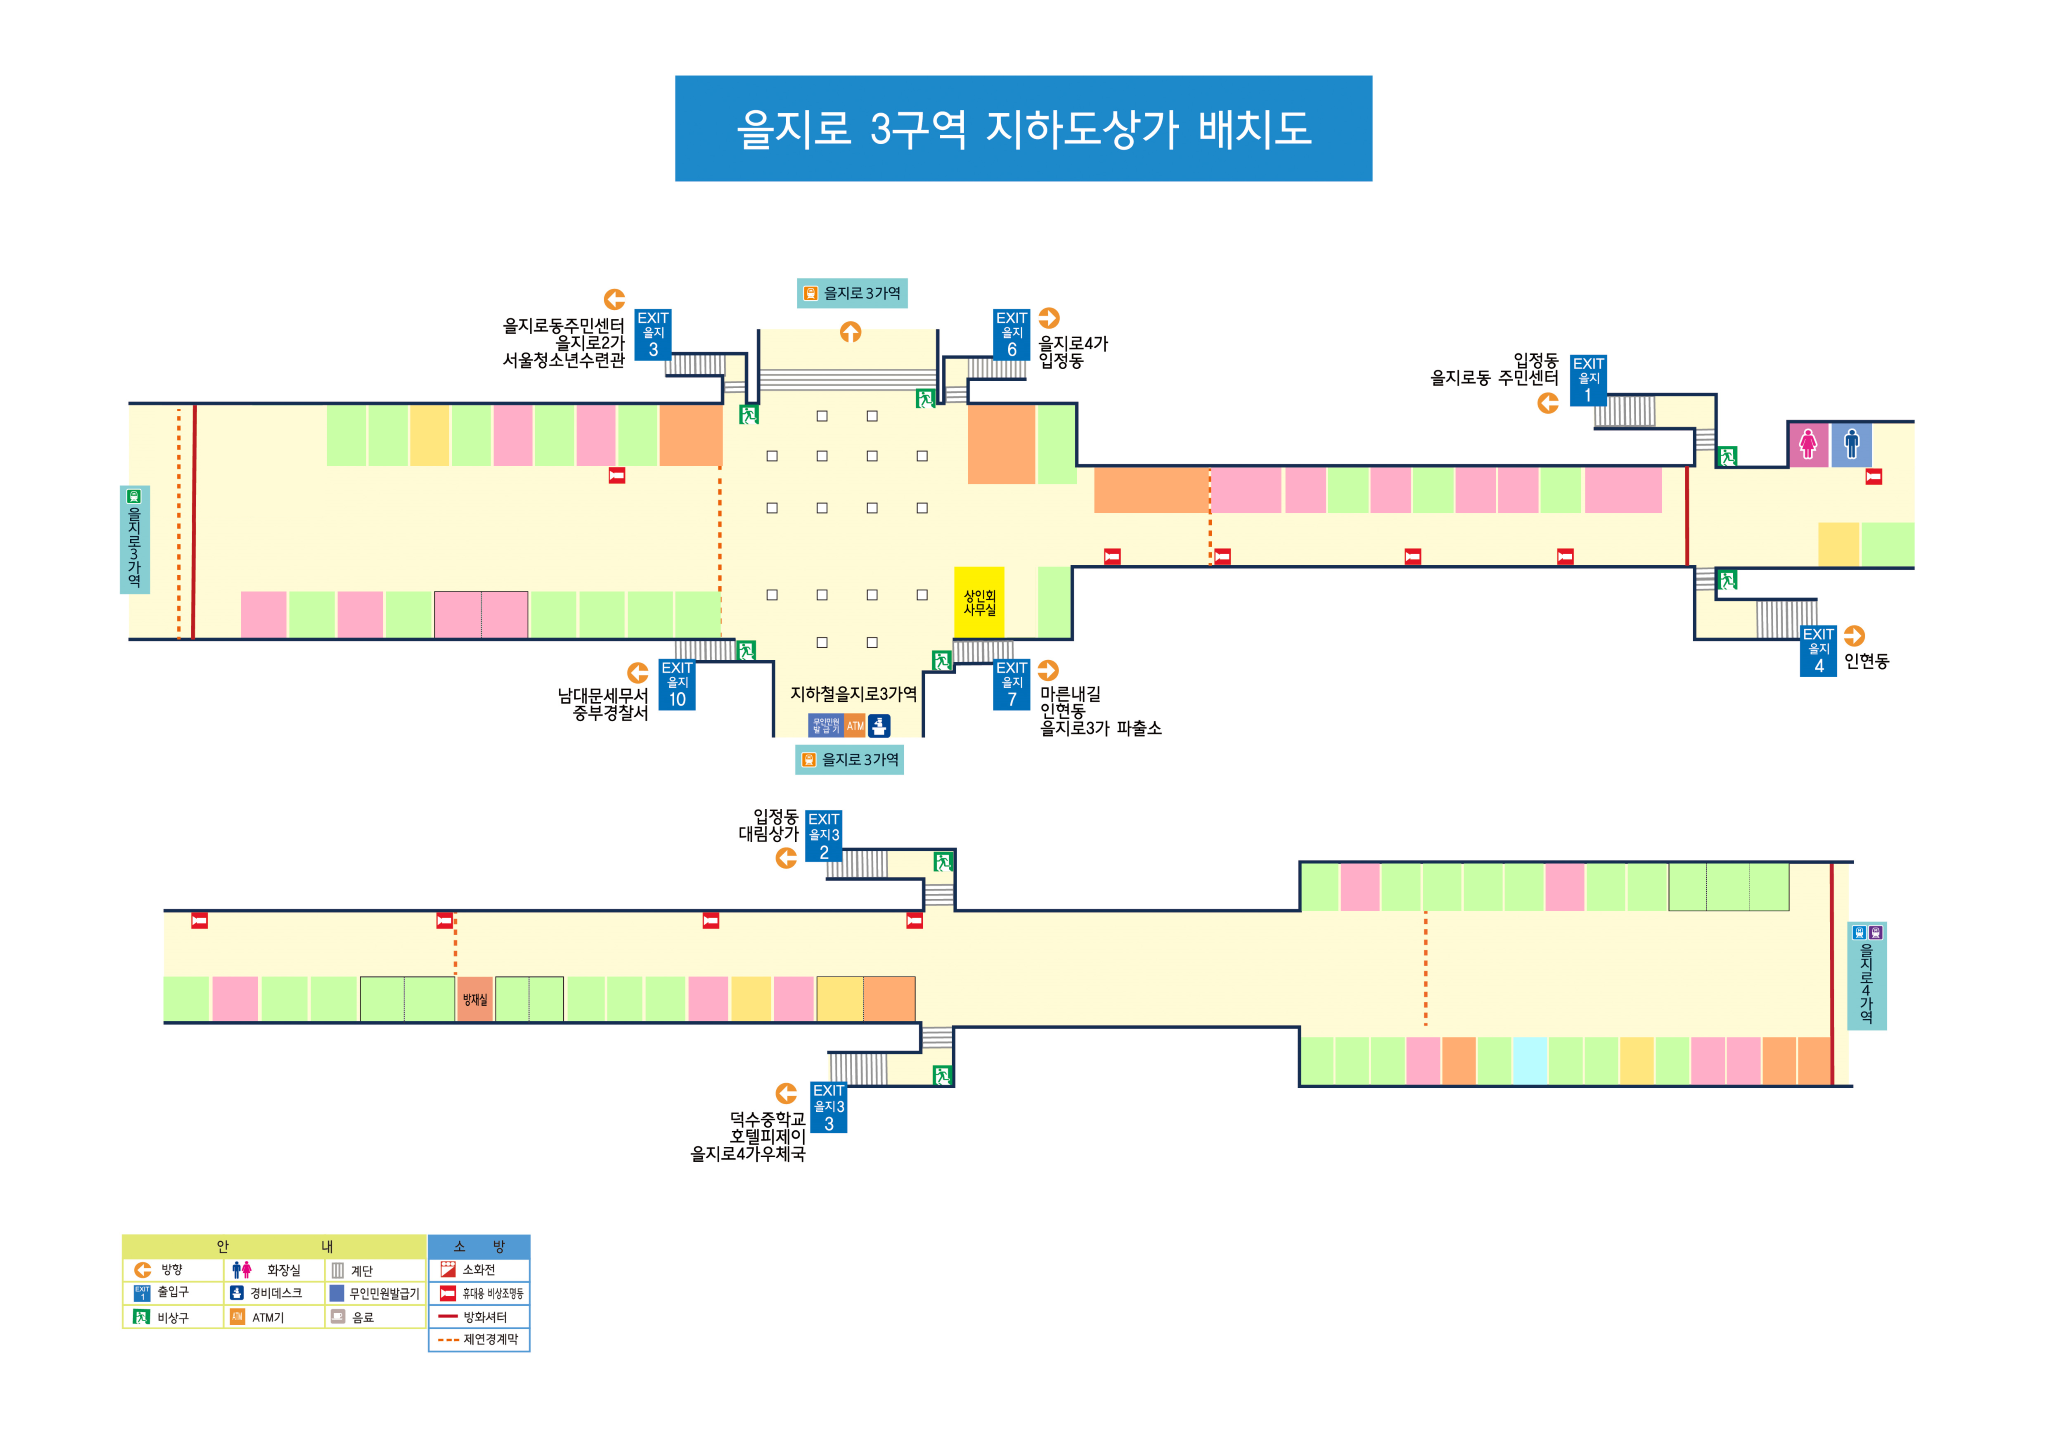 을지로 3구역 지하도상가 배치도
을지로 3가역
을지로동주민센터
을지로2가
서울청소년수련관
EXIT
을지
3
EXIT
을지
6
을지로4가
입정동
입정동
을지로동 주민센터
EXIT
을지
1
을지로3가역
상인회
사무실
남대문세무서
중부경찰서
EXIT
을지
10
지하철을지로3가역
무인민원
발급기
ATM
을지로 3가역
EXIT
을지
7
마른내길
인현동
을지로3가 파출소
EXIT
을지
4
인현동
입정동
대림상가
EXIT
을지3
2
방재실
을지로4가역
덕수중학교
호텔피제이
을지로4가우체국
EXIT
을지3
3
안 내
소 방
방향
화장실
계단
소화전
EXIT
1
출입구
경비데스크
무인민원발급기
휴대용 비상조명등
비상구
ATM
ATM기
음료
방화셔터
제연경계막